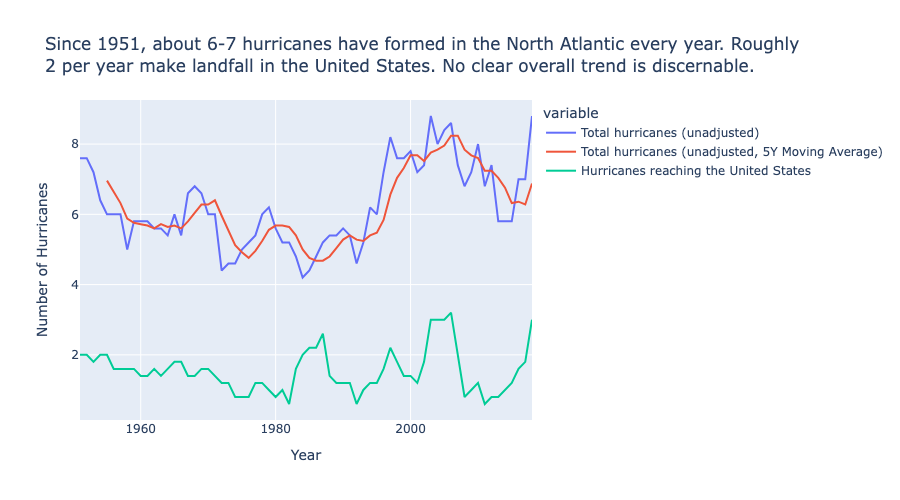 Since 1951, about 6-7 hurricanes have formed in the North Atlantic every year. Roughly
2 per year make landfall in the United States. No clear overall trend is discernable.
variable
Total hurricanes (unadjusted)
Total hurricanes (unadjusted, 5Y Moving Average)
Hurricanes reaching the United States
Number of Hurricanes
8
6
4
2
1960
1980
2000
Year